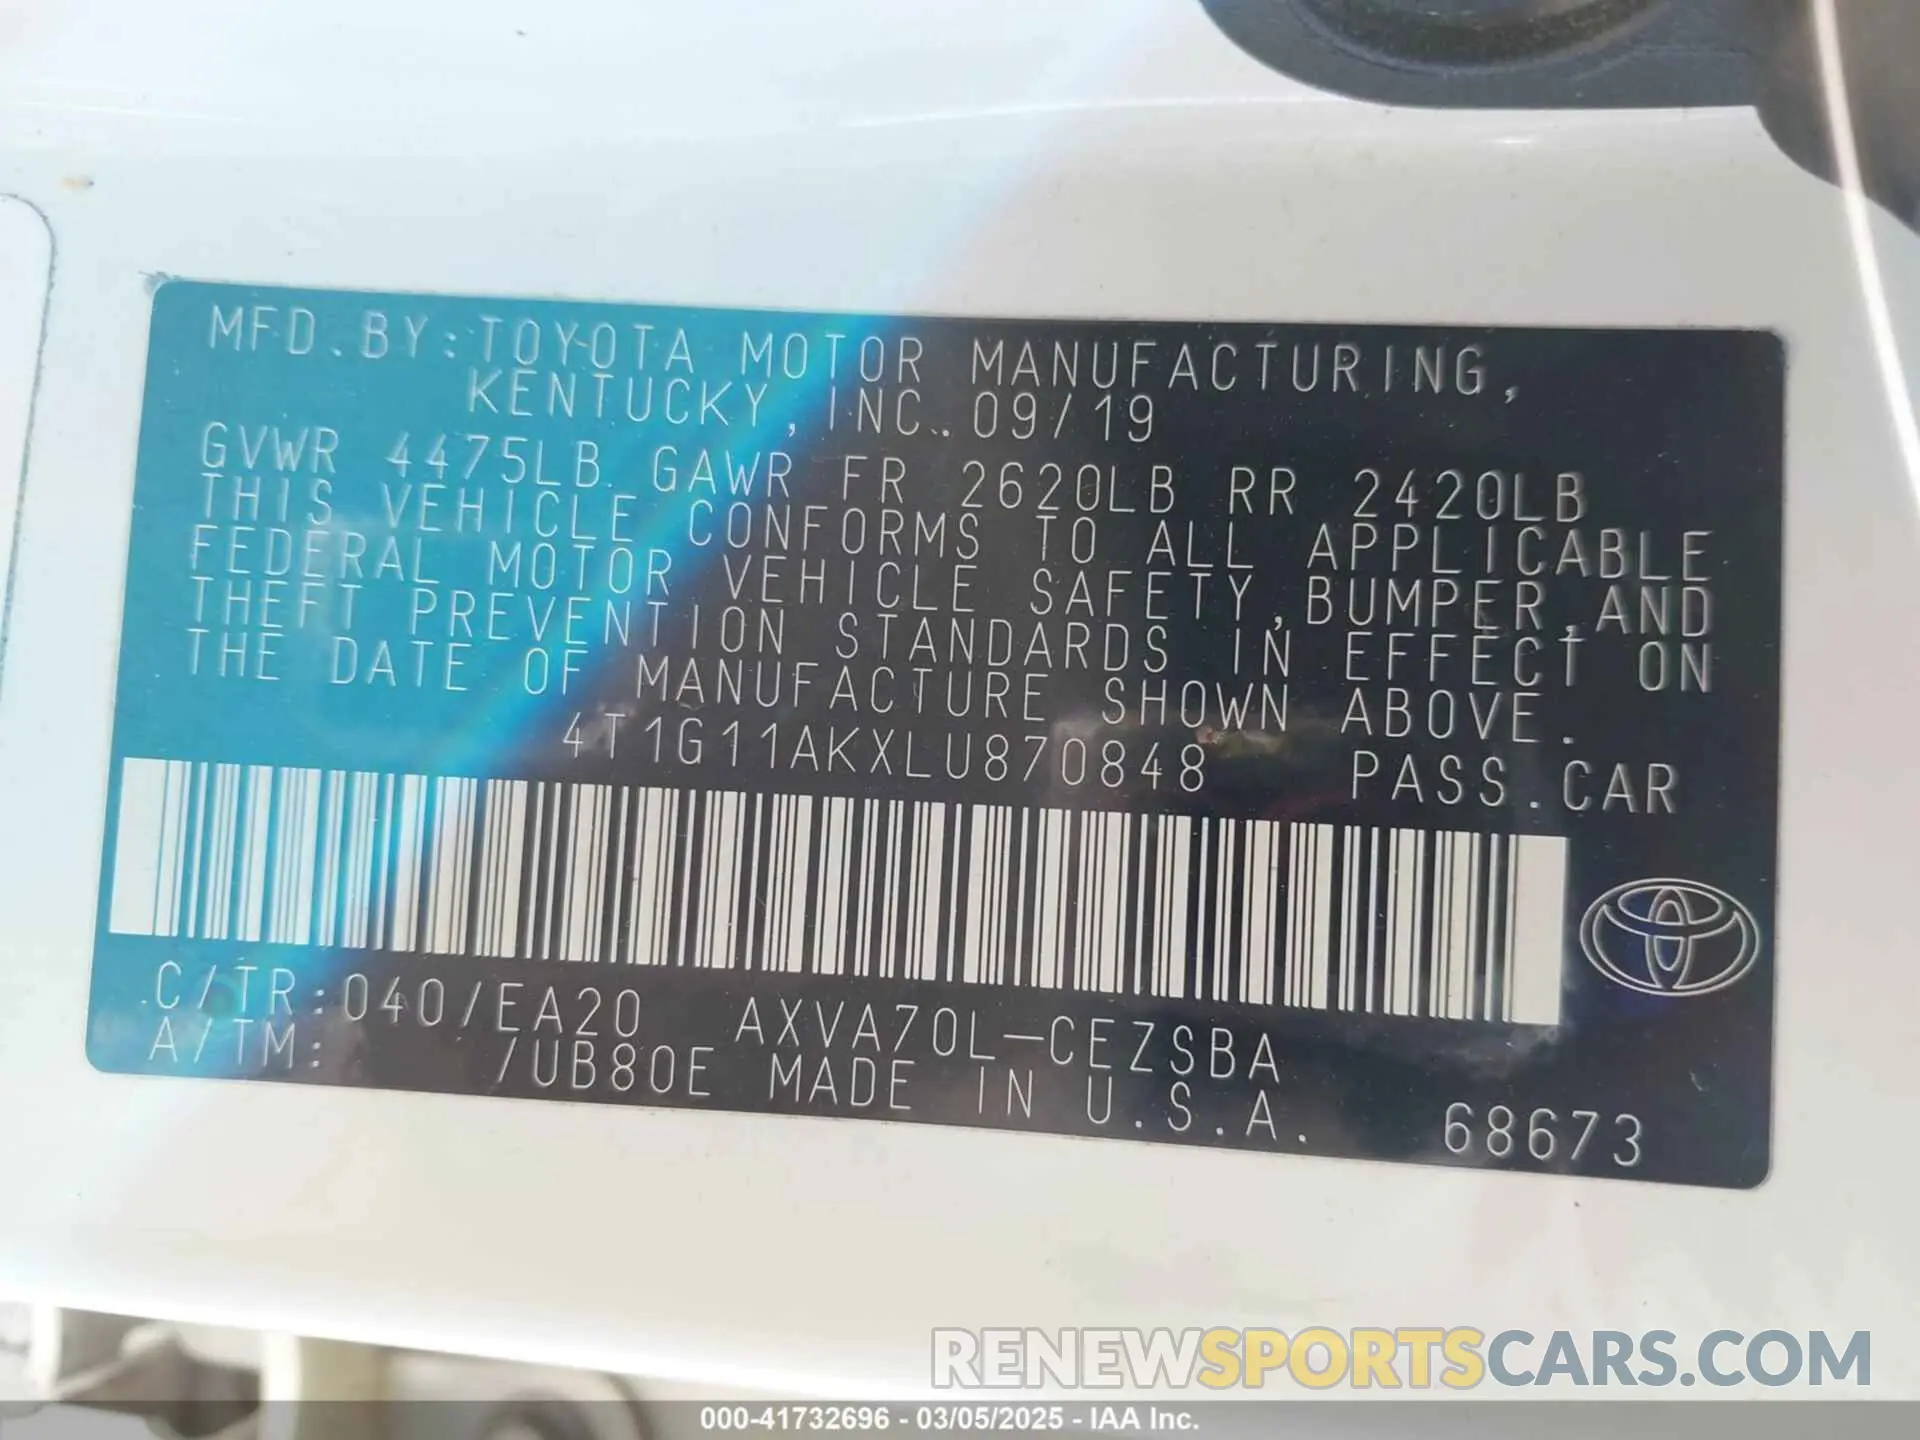 MFD. BY: TOYOTA MOTOR MANUFACTURING,
KENTUCKY, INC. 09/19
GVWR 4475LB. GAWR FR 2620LB RR 2420LB
THIS VEHICLE CONFORMS TO ALL APPLICABLE
FEDERAL MOTOR VEHICLE SAFETY, BUMPER, AND
THEFT PREVENTION STANDARDS IN EFFECT ON
THE DATE OF MANUFACTURE SHOWN ABOVE.
4T1G11AKXLU870848 PASS. CAR
C/TR: 040/EA20 AXVA70L-CEZSBA
A/TM: /UB80E MADE IN U.S.A.
68673
RENEWSPORTSCARS.COM
000-41732696 - 03/05/2025 - IAA Inc.